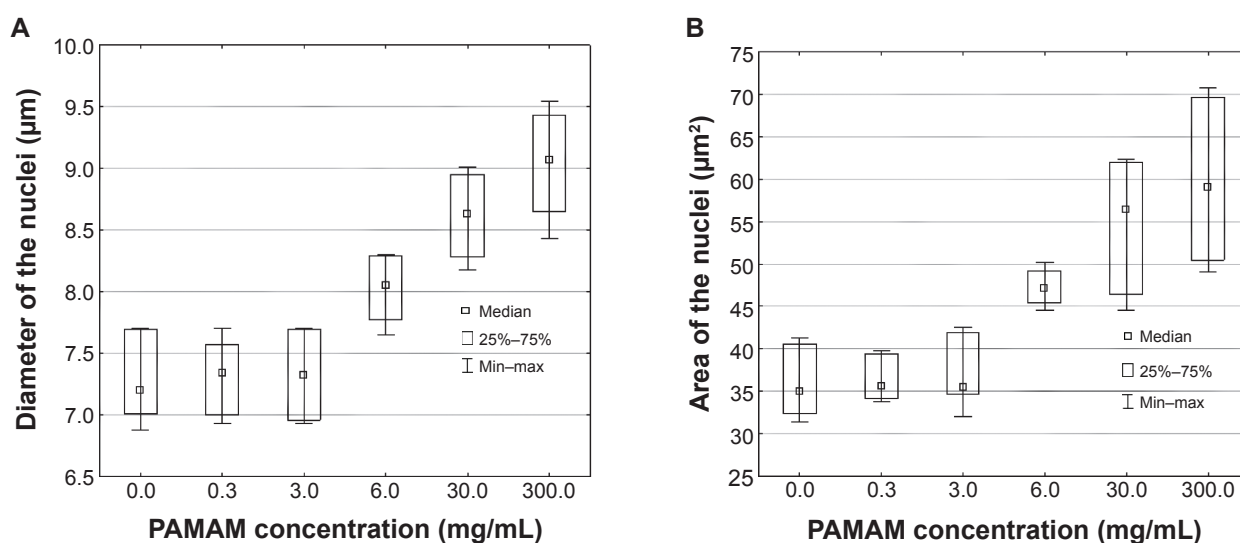 A
Diameter of the nuclei (µm)
10.0
9.5
9.0
8.5
8.0
7.5
7.0
6.5
Median
25%–75%
Min–max
0.0 0.3 3.0 6.0 30.0 300.0
PAMAM concentration (mg/mL)
B
Area of the nuclei (µm²)
75
70
65
60
55
50
45
40
35
30
25
Median
25%–75%
Min–max
0.0 0.3 3.0 6.0 30.0 300.0
PAMAM concentration (mg/mL)